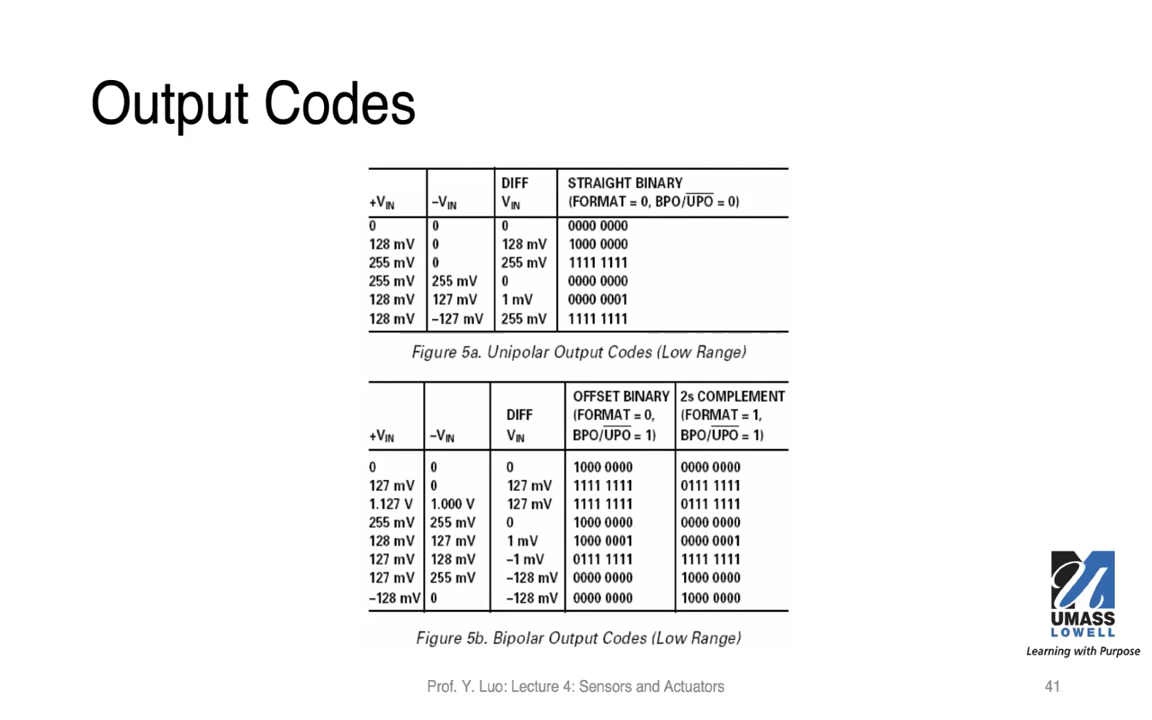 Output Codes
DIFF STRAIGHT BINARY
+VIN –VIN VIN (FORMAT = 0, BPO/UPO = 0)
0 0 0 0000 0000
128 mV 0 128 mV 1000 0000
255 mV 0 255 mV 1111 1111
255 mV 255 mV 0 0000 0000
128 mV 127 mV 1 mV 0000 0001
128 mV –127 mV 255 mV 1111 1111
Figure 5a. Unipolar Output Codes (Low Range)
OFFSET BINARY 2s COMPLEMENT
DIFF (FORMAT = 0, (FORMAT = 1,
+VIN –VIN VIN BPO/UPO = 1) BPO/UPO = 1)
0 0 0 1000 0000 0000 0000
127 mV 0 127 mV 1111 1111 0111 1111
1.127 V 1.000 V 127 mV 1111 1111 0111 1111
255 mV 255 mV 0 1000 0000 0000 0000
128 mV 127 mV 1 mV 1000 0001 0000 0001
127 mV 128 mV –1 mV 0111 1111 1111 1111
127 mV 255 mV –128 mV 0000 0000 1000 0000
–128 mV 0 –128 mV 0000 0000 1000 0000
Figure 5b. Bipolar Output Codes (Low Range)
UMASS
LOWELL
Learning with Purpose
Prof. Y. Luo: Lecture 4: Sensors and Actuators
41